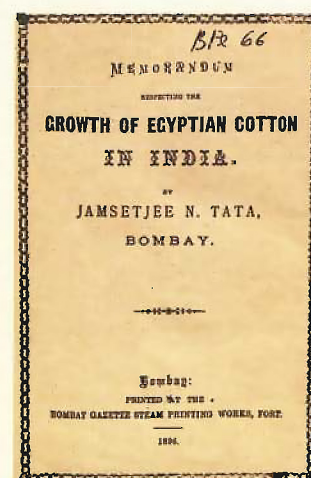 66
MEMORANDUM
RESPECTING THE
GROWTH OF EGYPTIAN COTTON
IN INDIA.
BY
JAMSETJEE N. TATA,
BOMBAY.
Bombay:
PRINTED AT THE
BOMBAY GAZETTE STEAM PRINTING WORKS, FORT.
1896.